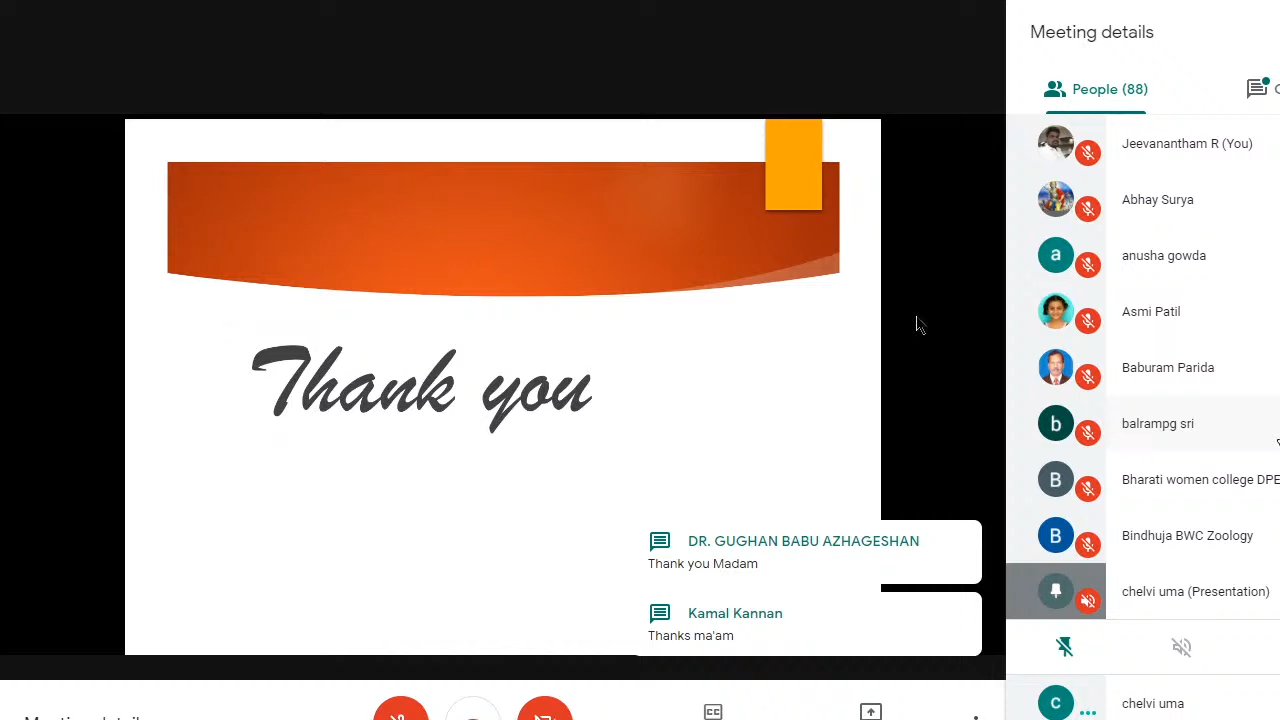 Meeting details
People (88)
Jeevanantham R (You)
Abhay Surya
a
anusha gowda
Asmi Patil
Baburam Parida
b
balrampg sri
B
Bharati women college DPE
B
Bindhuja BWC Zoology
chelvi uma (Presentation)
c
chelvi uma
Thank you
DR. GUGHAN BABU AZHAGESHAN
Thank you Madam
Kamal Kannan
Thanks ma'am
CC